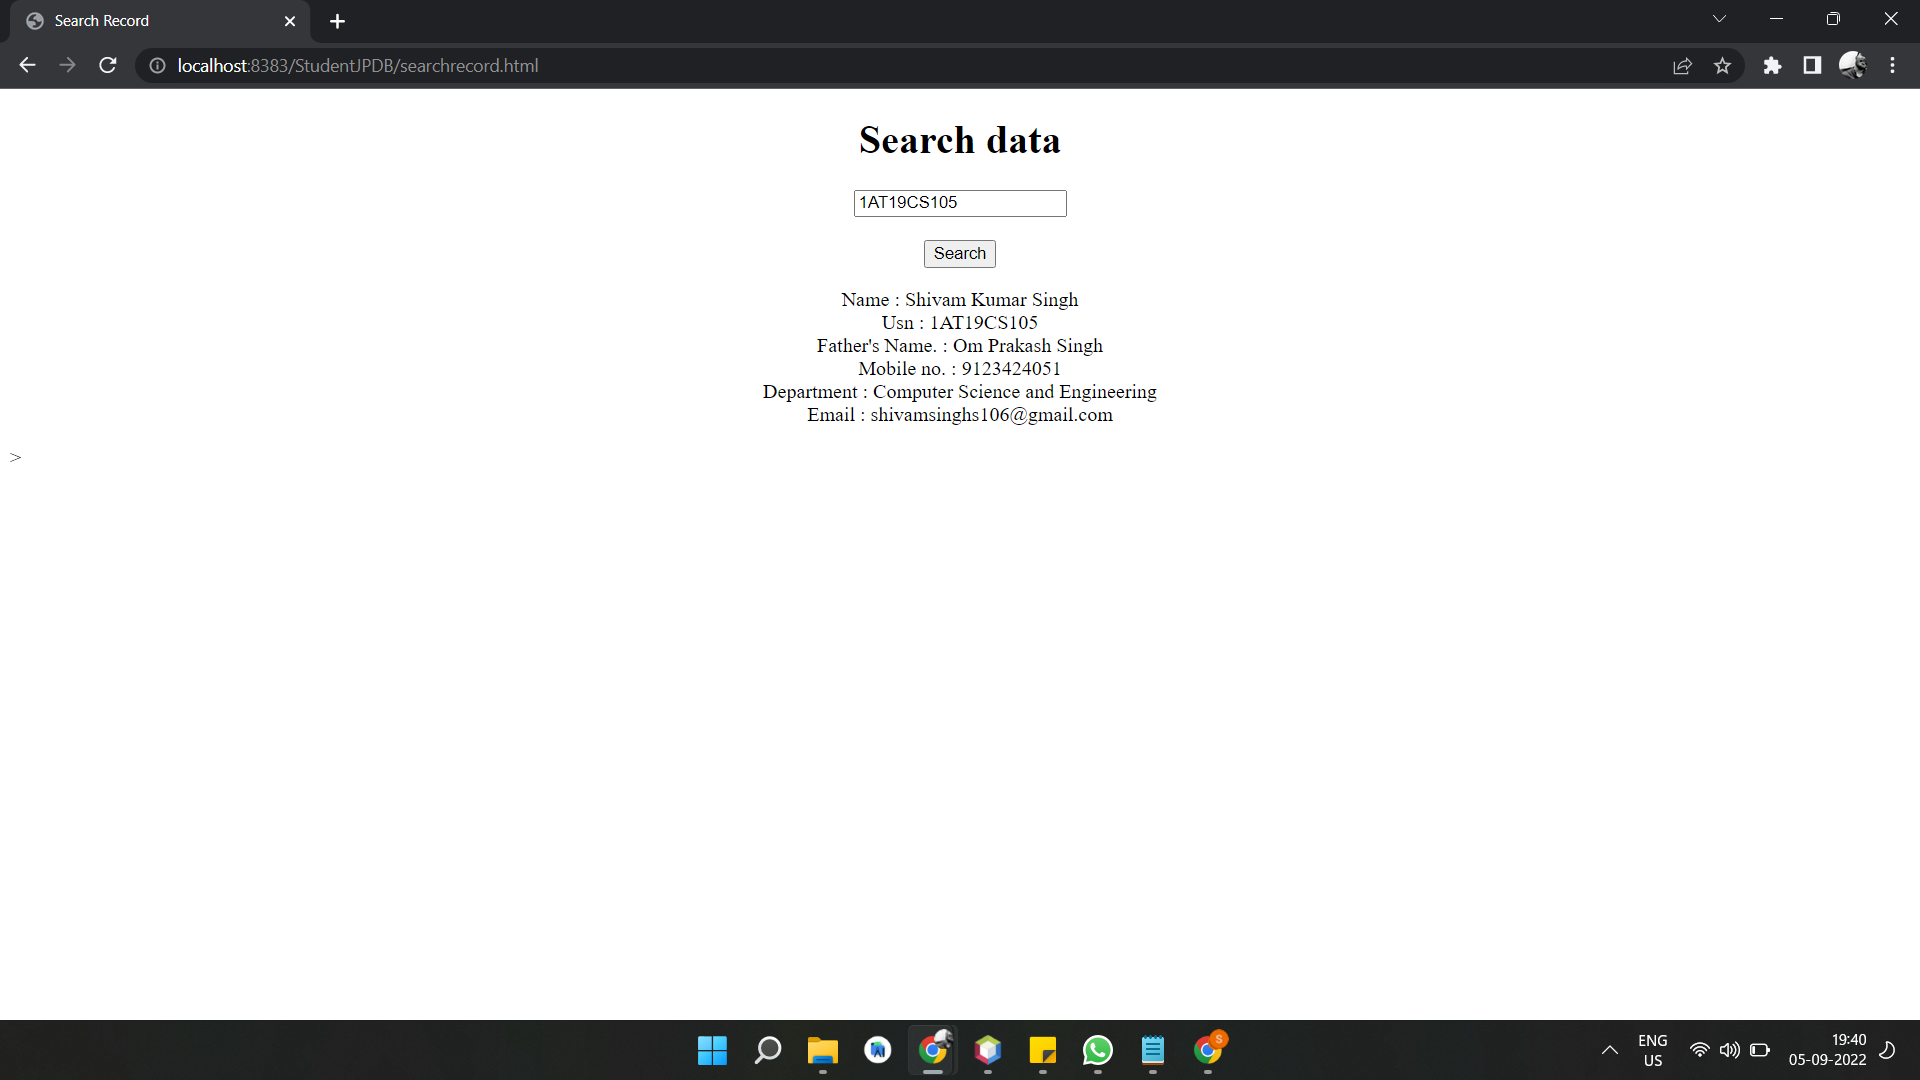 Search Record
localhost:8383/StudentJPDB/searchrecord.html
Search data
1AT19CS105
Search
Name : Shivam Kumar Singh
Usn : 1AT19CS105
Father's Name. : Om Prakash Singh
Mobile no. : 9123424051
Department : Computer Science and Engineering
Email : shivamsinghs106@gmail.com
>
S
ENG
US
19:40
05-09-2022